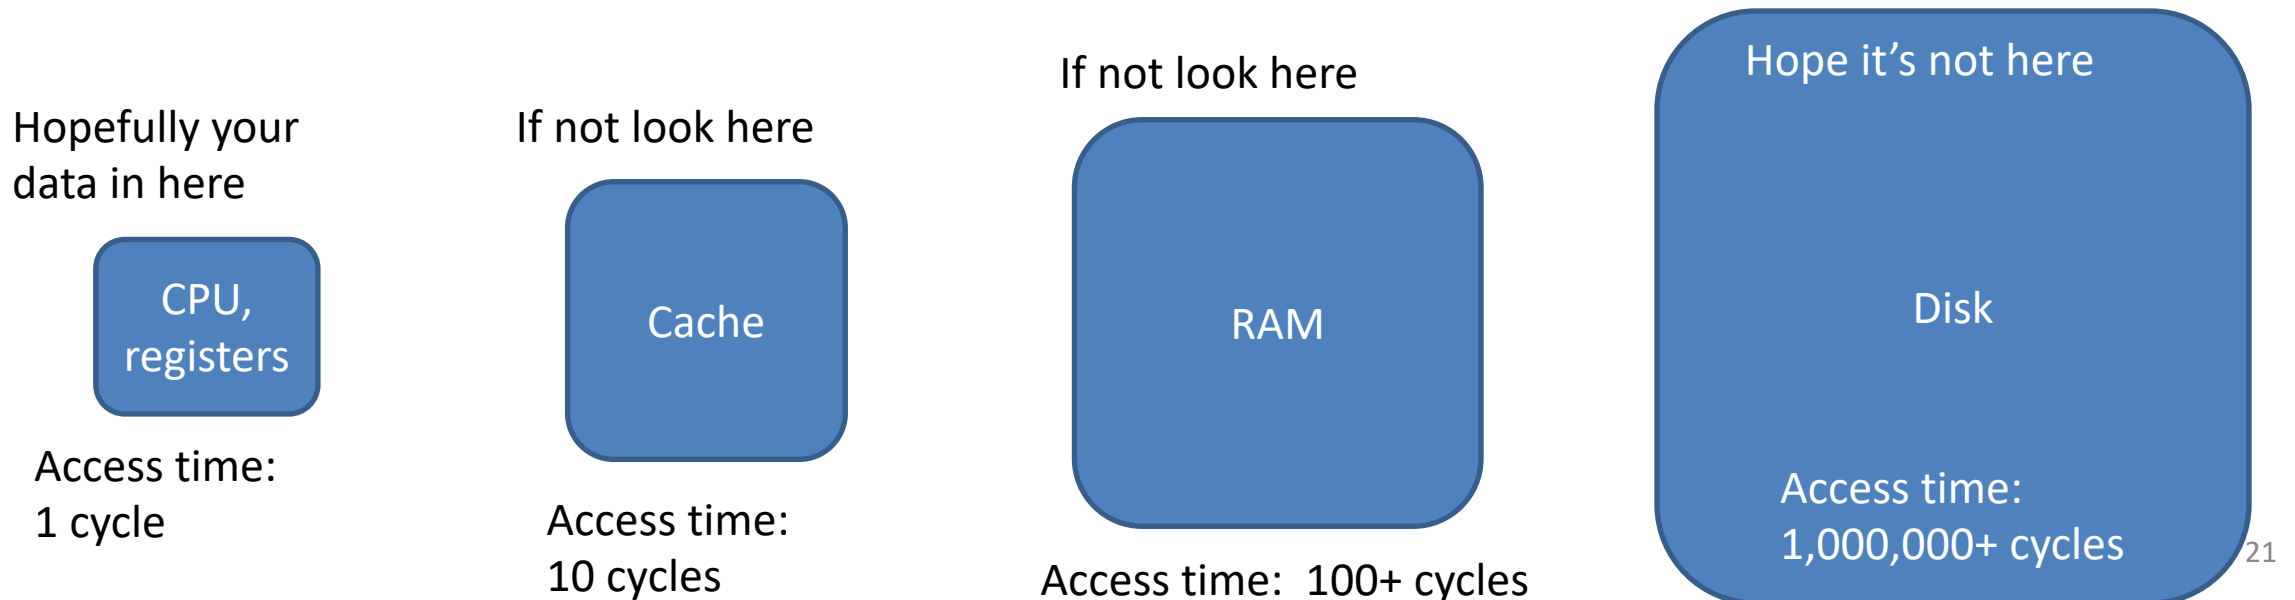 Hopefully your
data in here
CPU,
registers
Access time:
1 cycle
If not look here
Cache
Access time:
10 cycles
If not look here
RAM
Access time:  100+ cycles
Hope it’s not here
Disk
Access time:
1,000,000+ cycles
21